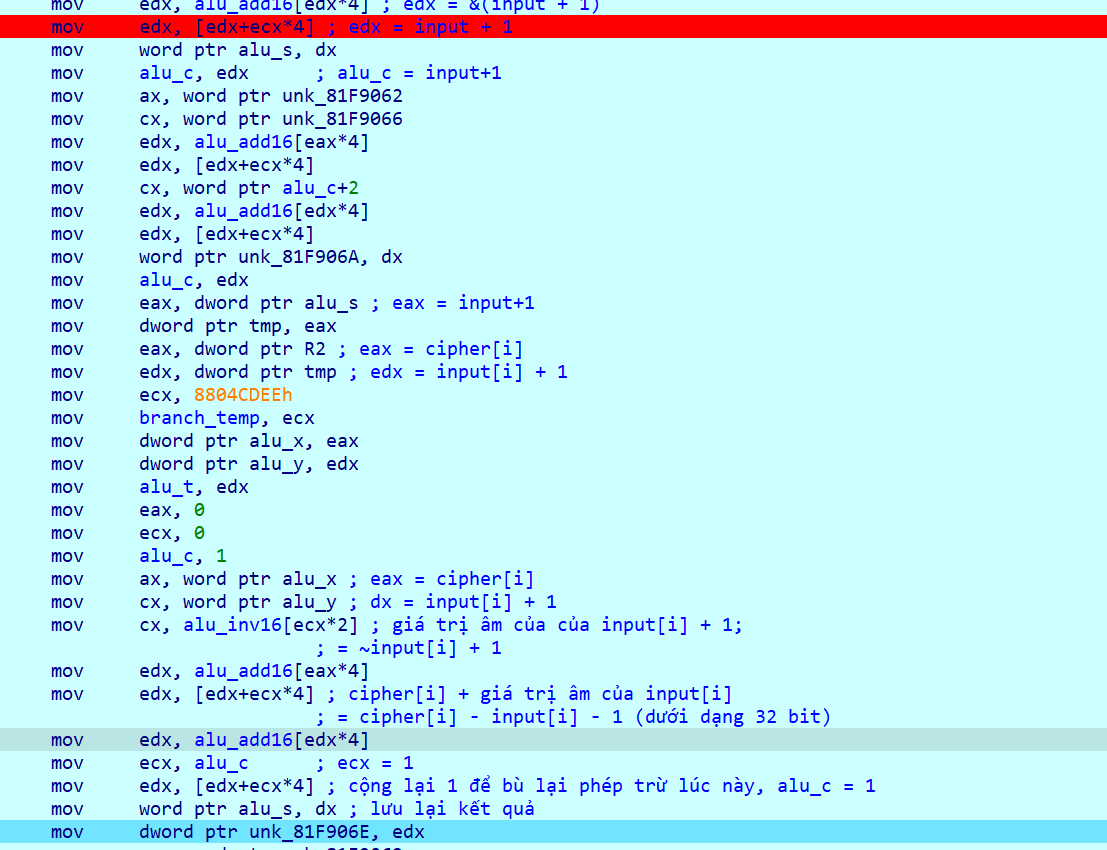 mov edx, alu_add16[edx*4] ; edx = &(input + 1)
mov edx, [edx+ecx*4] ; edx = input + 1
mov word ptr alu_s, dx
mov alu_c, edx ; alu_c = input+1
mov ax, word ptr unk_81F9062
mov cx, word ptr unk_81F9066
mov edx, alu_add16[eax*4]
mov edx, [edx+ecx*4]
mov cx, word ptr alu_c+2
mov edx, alu_add16[edx*4]
mov edx, [edx+ecx*4]
mov word ptr unk_81F906A, dx
mov alu_c, edx
mov eax, dword ptr alu_s ; eax = input+1
mov dword ptr tmp, eax
mov eax, dword ptr R2 ; eax = cipher[i]
mov edx, dword ptr tmp ; edx = input[i] + 1
mov ecx, 8804CDEEh
mov branch_temp, ecx
mov dword ptr alu_x, eax
mov dword ptr alu_y, edx
mov alu_t, edx
mov eax, 0
mov ecx, 0
mov alu_c, 1
mov ax, word ptr alu_x ; eax = cipher[i]
mov cx, word ptr alu_y ; dx = input[i] + 1
mov cx, alu_inv16[ecx*2] ; giá trị âm của của input[i] + 1;
; = ~input[i] + 1
mov edx, alu_add16[eax*4]
mov edx, [edx+ecx*4] ; cipher[i] + giá trị âm của input[i]
; = cipher[i] - input[i] - 1 (dưới dạng 32 bit)
mov edx, alu_add16[edx*4]
mov ecx, alu_c ; ecx = 1
mov edx, [edx+ecx*4] ; cộng lại 1 để bù lại phép trừ lúc này, alu_c = 1
mov word ptr alu_s, dx ; lưu lại kết quả
mov dword ptr unk_81F906E, edx